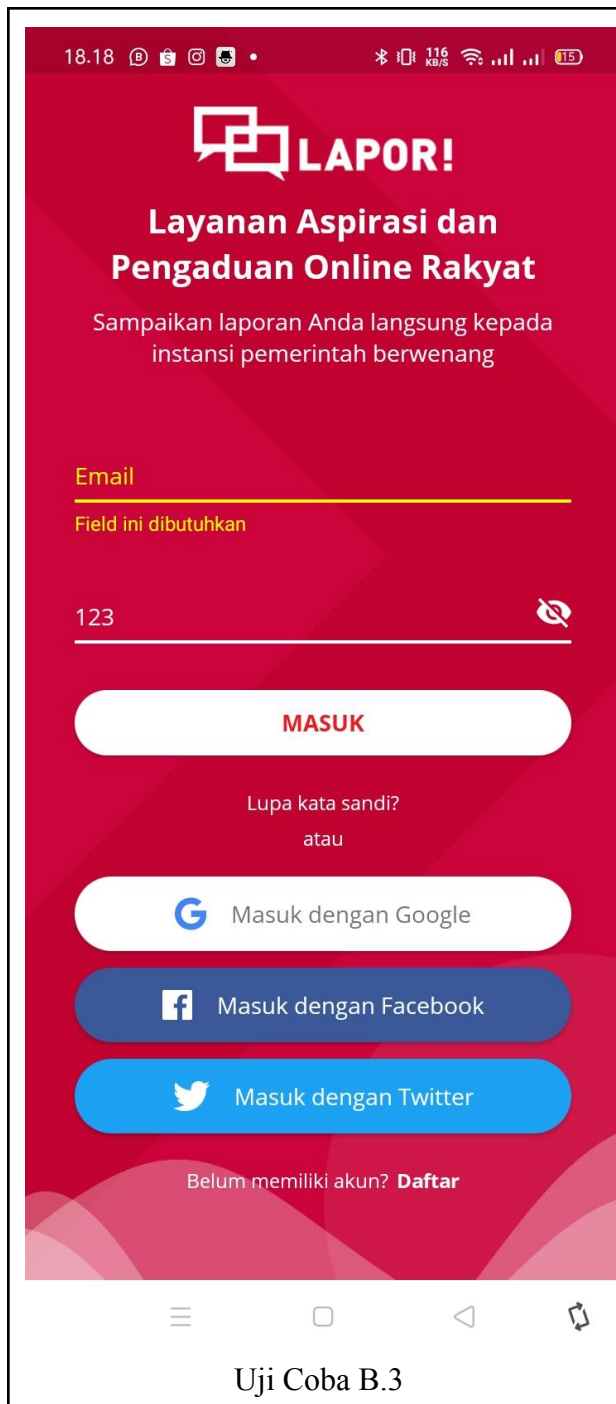 18.18
116
KB/S
15
LAPOR!
Layanan Aspirasi dan
Pengaduan Online Rakyat
Sampaikan laporan Anda langsung kepada
instansi pemerintah berwenang
Email
Field ini dibutuhkan
123
MASUK
Lupa kata sandi?
atau
Masuk dengan Google
Masuk dengan Facebook
Masuk dengan Twitter
Belum memiliki akun? Daftar
Uji Coba B.3